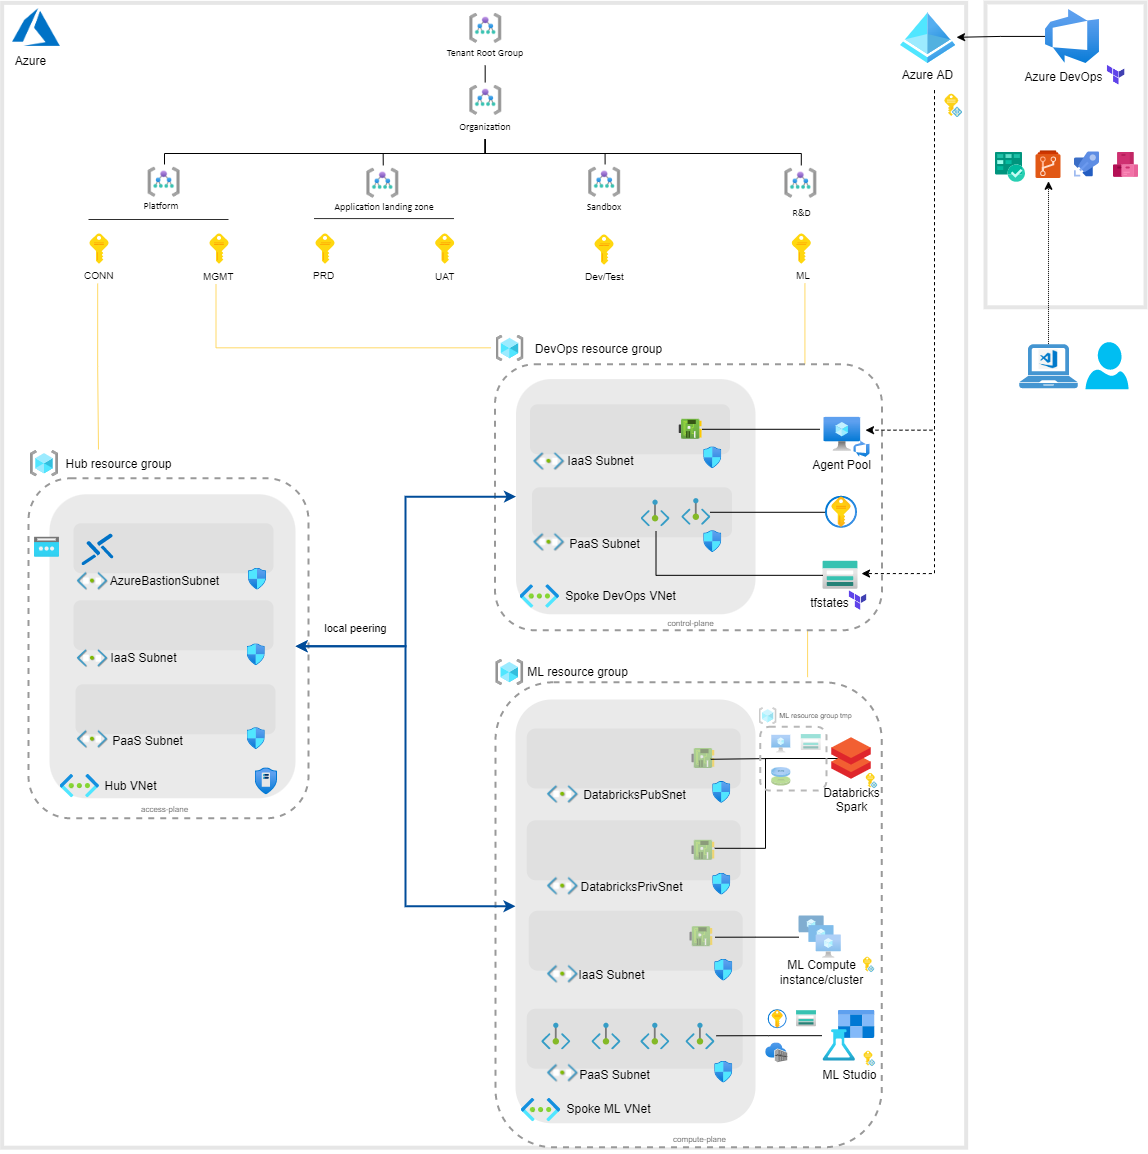 Azure
Tenant Root Group
Organization
Platform
Application landing zone
Sandbox
R&D
CONN
MGMT
PRD
UAT
Dev/Test
ML
Azure AD
Azure DevOps
DevOps resource group
IaaS Subnet
Agent Pool
PaaS Subnet
tfstates
Spoke DevOps VNet
control-plane
Hub resource group
AzureBastionSubnet
IaaS Subnet
PaaS Subnet
Hub VNet
access-plane
local peering
ML resource group
ML resource group tmp
DatabricksPubSnet
Databricks
Spark
DatabricksPrivSnet
IaaS Subnet
ML Compute
instance/cluster
PaaS Subnet
ML Studio
Spoke ML VNet
compute-plane